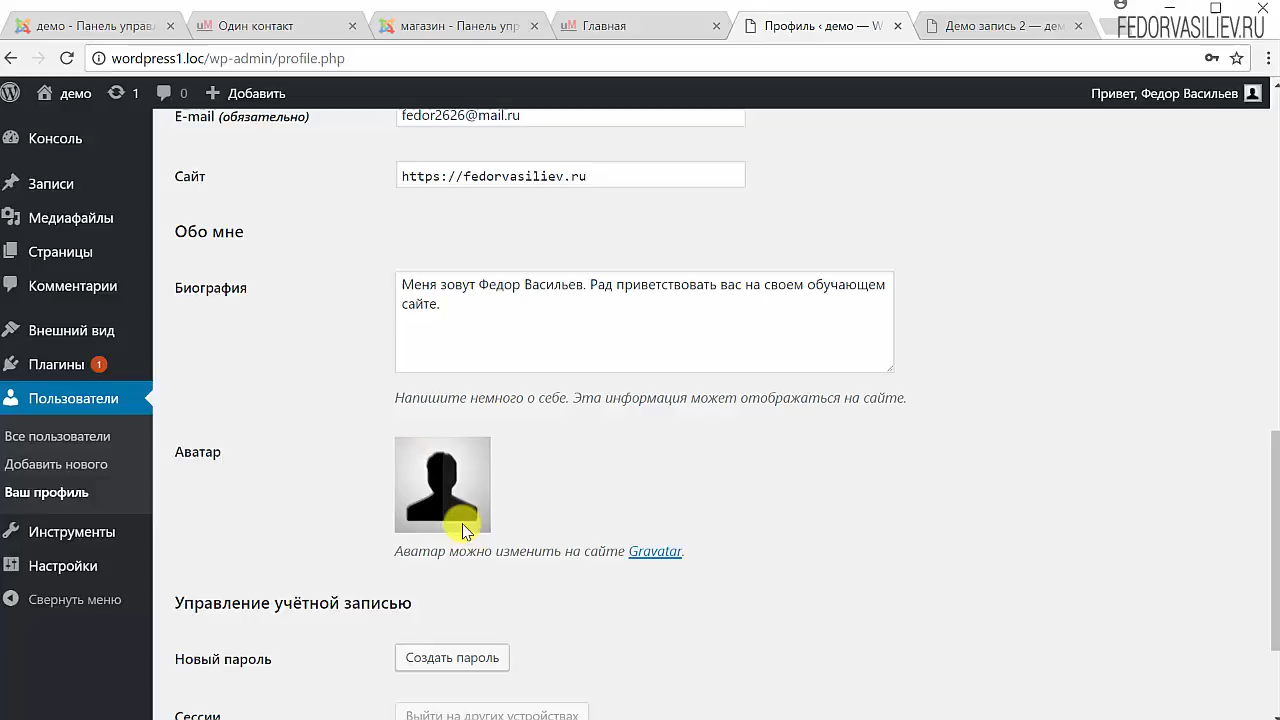 демо - Панель управл
uM Один контакт
магазин - Панель упр
uM Главная
Профиль ‹ демо — W
Демо запись 2 — дем
FEDORVASILIEV.RU
wordpress1.loc/wp-admin/profile.php
демо
1
0
Добавить
Привет, Федор Васильев
Консоль
Записи
Медиафайлы
Страницы
Комментарии
Внешний вид
Плагины 1
Пользователи
Все пользователи
Добавить нового
Ваш профиль
Инструменты
Настройки
Свернуть меню
E-mail (обязательно)
fedor2626@mail.ru
Сайт
https://fedorvasiliev.ru
Обо мне
Биография
Меня зовут Федор Васильев. Рад приветствовать вас на своем обучающем
сайте.
Напишите немного о себе. Эта информация может отображаться на сайте.
Аватар
Аватар можно изменить на сайте Gravatar.
Управление учётной записью
Новый пароль
Создать пароль
Сессии
Выйти на других устройствах